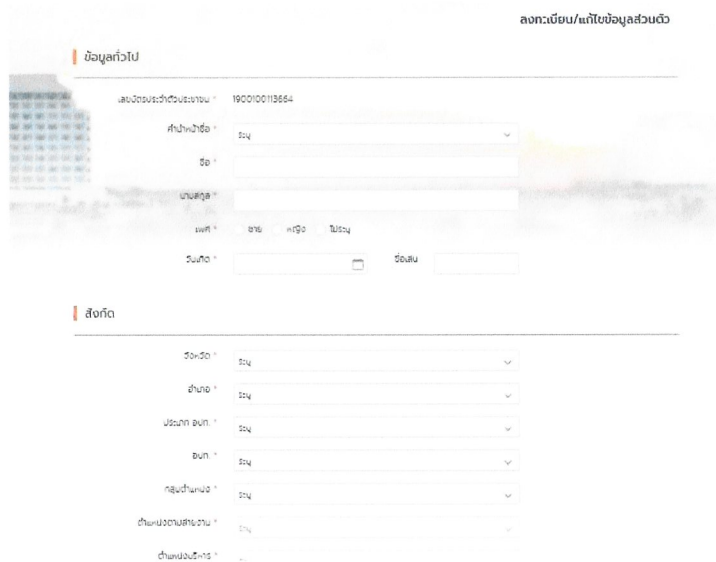 ลงทะเบียน/แก้ไขข้อมูลส่วนตัว
ข้อมูลทั่วไป
เลขบัตรประจำตัวประชาชน * 1900100113664
คำนำหน้าชื่อ * ระบุ
ชื่อ *
นามสกุล *
เพศ * ชาย หญิง ไม่ระบุ
วันเกิด * ชื่อเล่น
สังกัด
จังหวัด * ระบุ
อำเภอ * ระบุ
ประเภท อปท. * ระบุ
อปท. * ระบุ
กลุ่มตำแหน่ง * ระบุ
ตำแหน่งตามสายงาน * ระบุ
ตำแหน่งบริหาร *